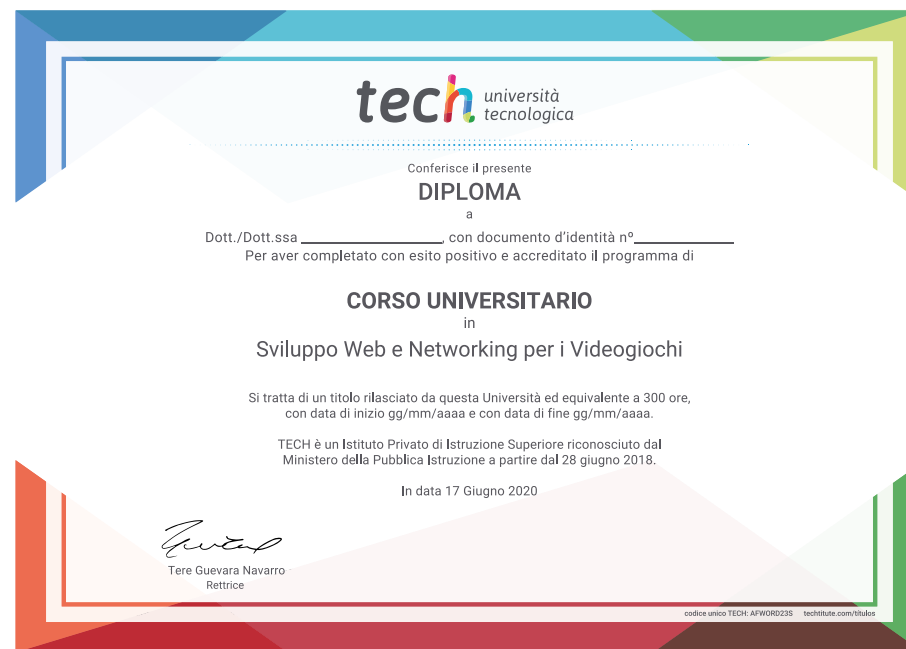 tech università
tecnologica
Conferisce il presente
DIPLOMA
a
Dott./Dott.ssa ____________________, con documento d'identità nº______________
Per aver completato con esito positivo e accreditato il programma di
CORSO UNIVERSITARIO
in
Sviluppo Web e Networking per i Videogiochi
Si tratta di un titolo rilasciato da questa Università ed equivalente a 300 ore,
con data di inizio gg/mm/aaaa e con data di fine gg/mm/aaaa.
TECH è un Istituto Privato di Istruzione Superiore riconosciuto dal
Ministero della Pubblica Istruzione a partire dal 28 giugno 2018.
In data 17 Giugno 2020
Tere Guevara Navarro
Rettrice
codice unico TECH: AFWORD23S techtitute.com/titulos